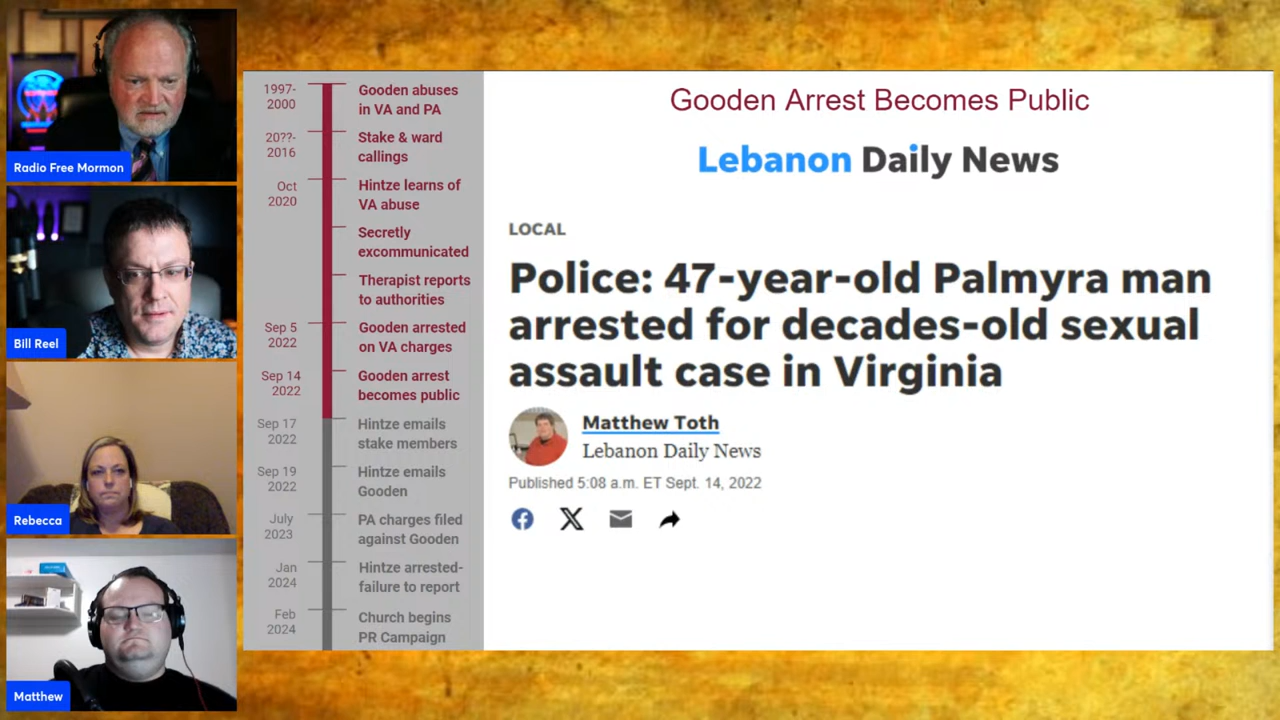 Radio Free Mormon
Bill Reel
Rebecca
Matthew
1997-
2000
Gooden abuses
in VA and PA
20??-
2016
Stake & ward
callings
Oct
2020
Hintze learns of
VA abuse
Secretly
excommunicated
Therapist reports
to authorities
Sep 5
2022
Gooden arrested
on VA charges
Sep 14
2022
Gooden arrest
becomes public
Sep 17
2022
Hintze emails
stake members
Sep 19
2022
Hintze emails
Gooden
July
2023
PA charges filed
against Gooden
Jan
2024
Hintze arrested-
failure to report
Feb
2024
Church begins
PR Campaign
Gooden Arrest Becomes Public
Lebanon Daily News
LOCAL
Police: 47-year-old Palmyra man
arrested for decades-old sexual
assault case in Virginia
Matthew Toth
Lebanon Daily News
Published 5:08 a.m. ET Sept. 14, 2022